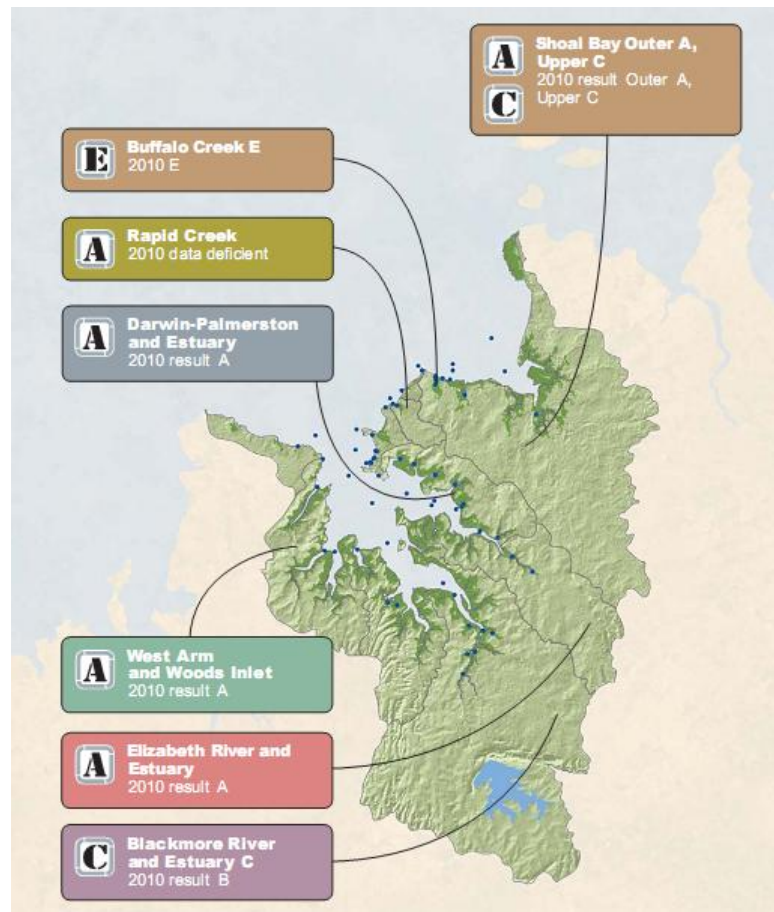 A
C
Shoal Bay Outer A,
Upper C
2010 result Outer A,
Upper C
E
Buffalo Creek E
2010 E
A
Rapid Creek
2010 data deficient
A
Darwin-Palmerston
and Estuary
2010 result A
A
West Arm
and Woods Inlet
2010 result A
A
Elizabeth River and
Estuary
2010 result A
C
Blackmore River
and Estuary C
2010 result B